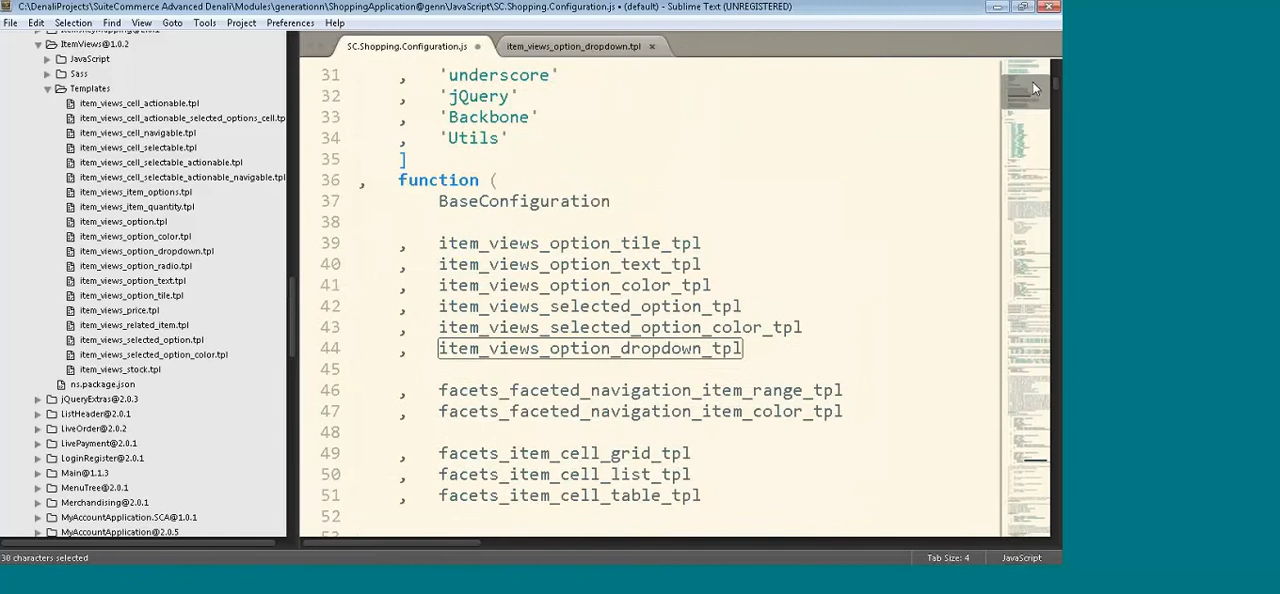 C:\DenaliProjects\SuiteCommerce Advanced Denali\Modules\generationn\ShoppingApplication@genn\JavaScript\SC.Shopping.Configuration.js • (default) - Sublime Text (UNREGISTERED)
File Edit Selection Find View Goto Tools Project Preferences Help
ItemViews@1.0.2
JavaScript
Sass
Templates
item_views_cell_actionable.tpl
item_views_cell_actionable_selected_options_cell.tpl
item_views_cell_navigable.tpl
item_views_cell_selectable.tpl
item_views_cell_selectable_actionable.tpl
item_views_cell_selectable_actionable_navigable.tpl
item_views_item_options.tpl
item_views_item_quantity.tpl
item_views_option.tpl
item_views_option_color.tpl
item_views_option_dropdown.tpl
item_views_option_radio.tpl
item_views_option_text.tpl
item_views_option_tile.tpl
item_views_price.tpl
item_views_related_item.tpl
item_views_selected_option.tpl
item_views_selected_option_color.tpl
item_views_stock.tpl
ns.package.json
jQueryExtras@2.0.3
ListHeader@2.0.1
LiveOrder@2.0.2
LivePayment@2.0.1
LoginRegister@2.0.1
Main@1.1.3
MenuTree@2.0.1
Merchandising@2.0.1
MyAccountApplication.SCA@1.0.1
MyAccountApplication@2.0.5
SC.Shopping.Configuration.js item_views_option_dropdown.tpl ×
31 , 'underscore'
32 , 'jQuery'
33 , 'Backbone'
34 , 'Utils'
35 ]
36 , function (
37 BaseConfiguration
38
39 , item_views_option_tile_tpl
40 , item_views_option_text_tpl
41 , item_views_option_color_tpl
42 , item_views_selected_option_tpl
43 , item_views_selected_option_color_tpl
44 , item_views_option_dropdown_tpl
45
46 , facets_faceted_navigation_item_range_tpl
47 , facets_faceted_navigation_item_color_tpl
48
49 , facets_item_cell_grid_tpl
50 , facets_item_cell_list_tpl
51 , facets_item_cell_table_tpl
52
30 characters selected Tab Size: 4 JavaScript